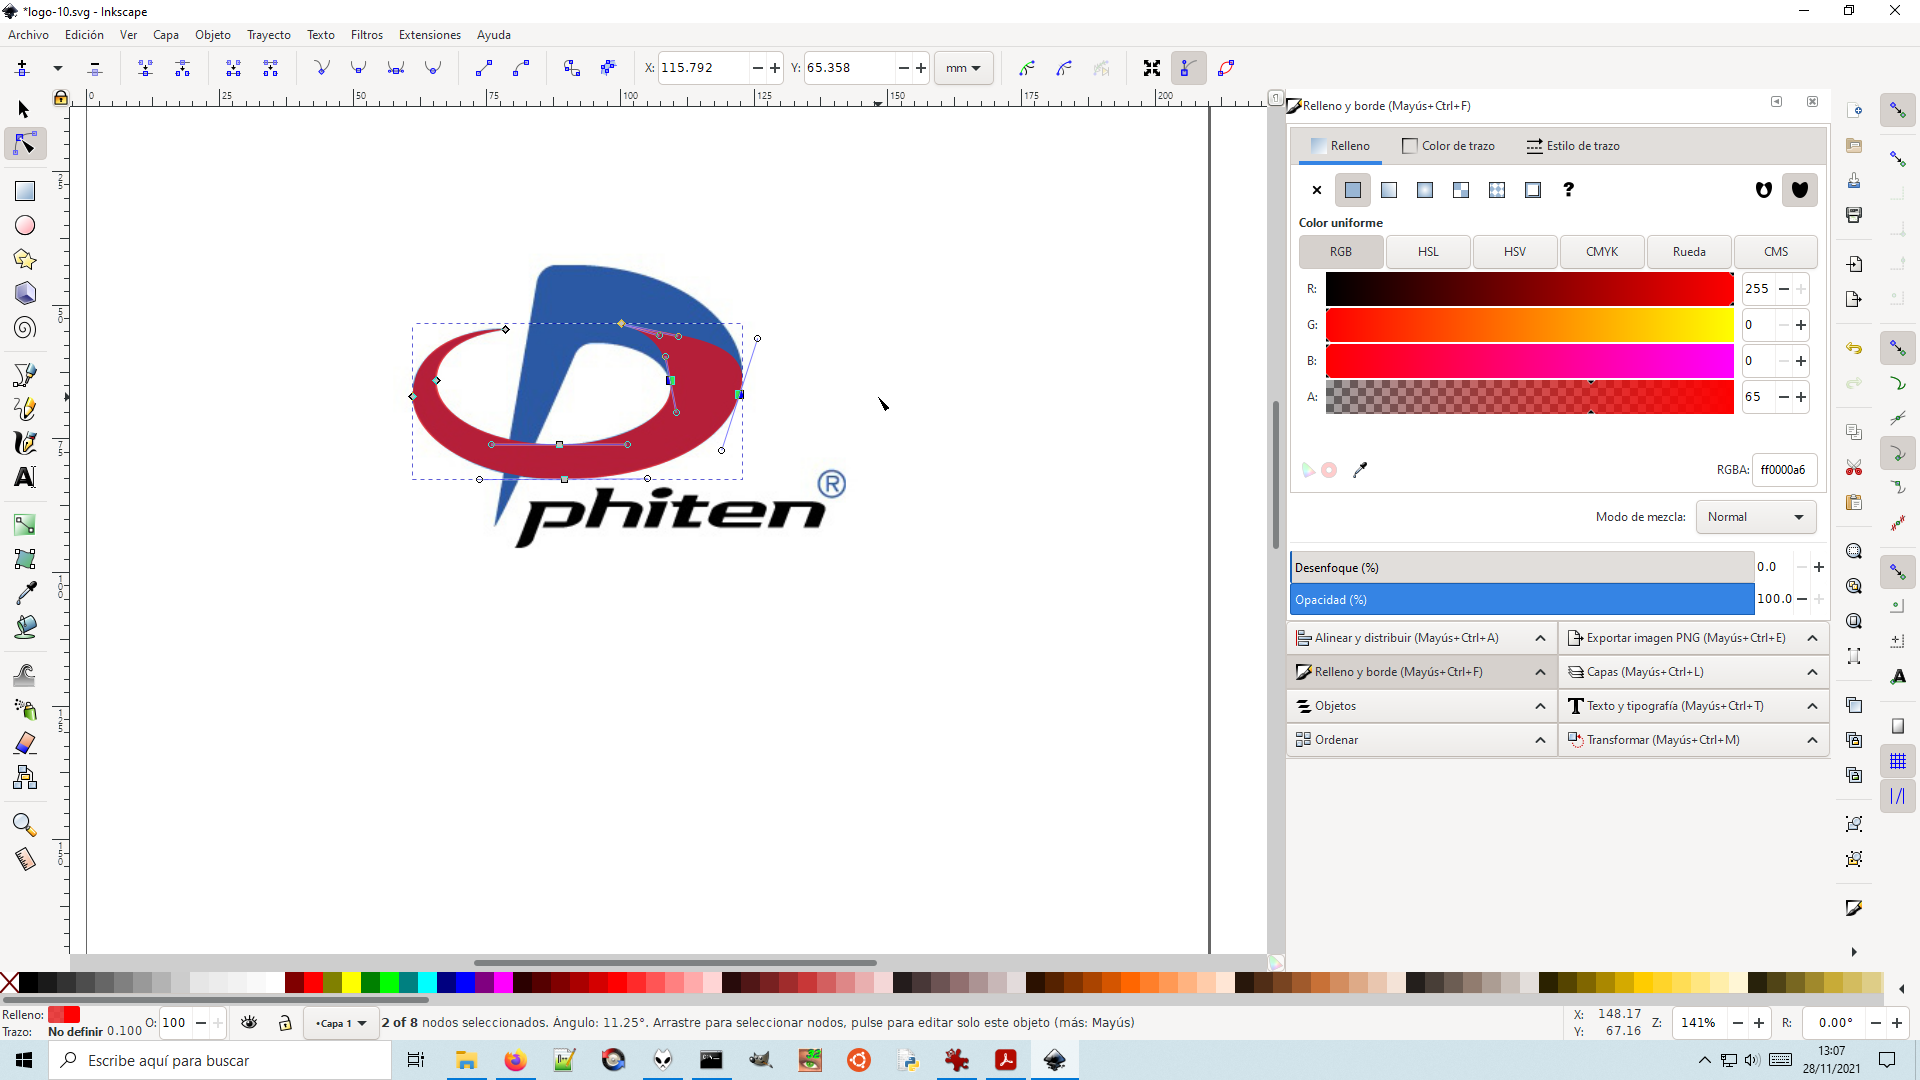 *logo-10.svg - Inkscape
Archivo Edición Ver Capa Objeto Trayecto Texto Filtros Extensiones Ayuda
X: 115.792 Y: 65.358 mm
0 25 50 75 100 125 150 175 200
25
50
75
100
125
150
Relleno y borde (Mayús+Ctrl+F)
Relleno Color de trazo Estilo de trazo
?
Color uniforme
RGB HSL HSV CMYK Rueda CMS
R: 255
G: 0
B: 0
A: 65
RGBA: ff0000a6
Modo de mezcla: Normal
Desenfoque (%) 0.0
Opacidad (%) 100.0
Alinear y distribuir (Mayús+Ctrl+A) Exportar imagen PNG (Mayús+Ctrl+E)
Relleno y borde (Mayús+Ctrl+F) Capas (Mayús+Ctrl+L)
Objetos Texto y tipografía (Mayús+Ctrl+T)
Ordenar Transformar (Mayús+Ctrl+M)
phiten®
Relleno:
Trazo: No definir 0.100 O: 100 •Capa 1 2 of 8 nodos seleccionados. Ángulo: 11.25°. Arrastre para seleccionar nodos, pulse para editar solo este objeto (más: Mayús)
X: 148.17
Y: 67.16
Z: 141% R: 0.00°
Escribe aquí para buscar
13:07
28/11/2021